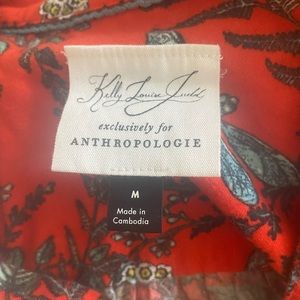 Kelly Louise Judd
exclusively for
ANTHROPOLOGIE
M
Made in
Cambodia